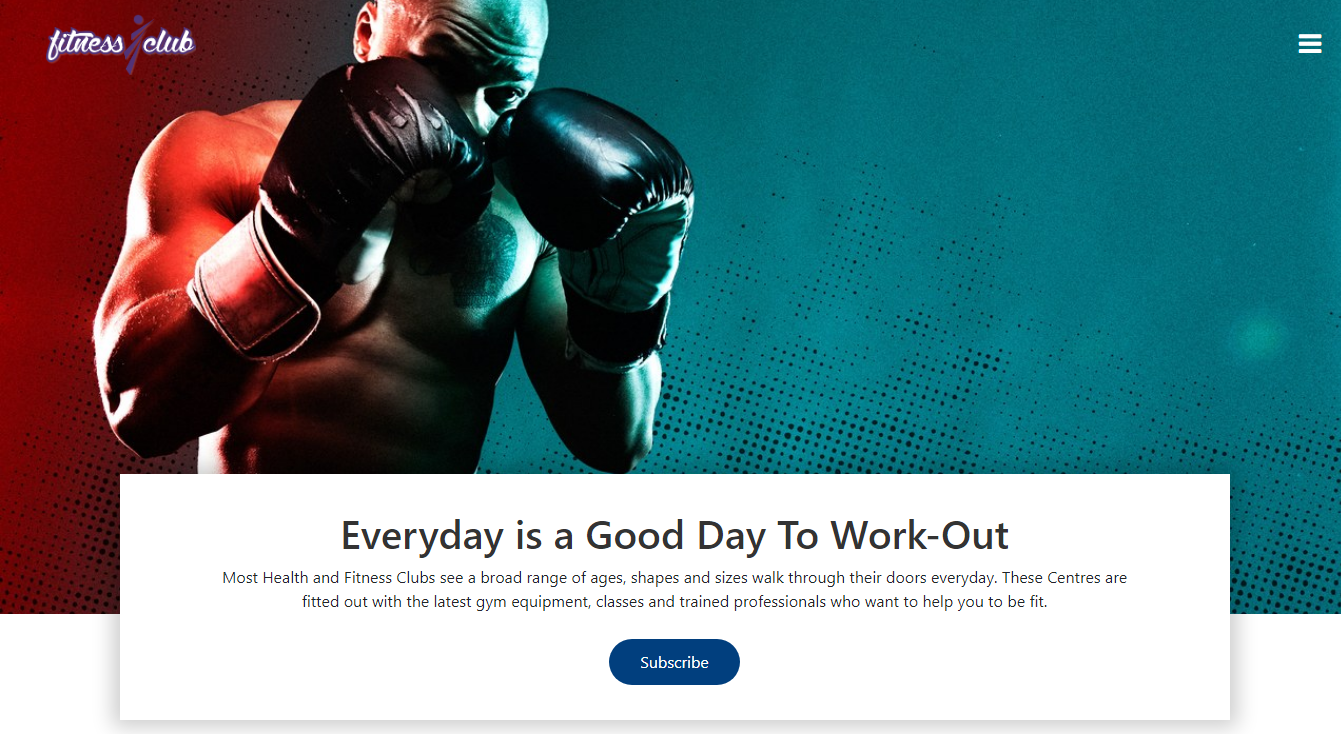 fitness club
Everyday is a Good Day To Work-Out
Most Health and Fitness Clubs see a broad range of ages, shapes and sizes walk through their doors everyday. These Centres are
fitted out with the latest gym equipment, classes and trained professionals who want to help you to be fit.
Subscribe